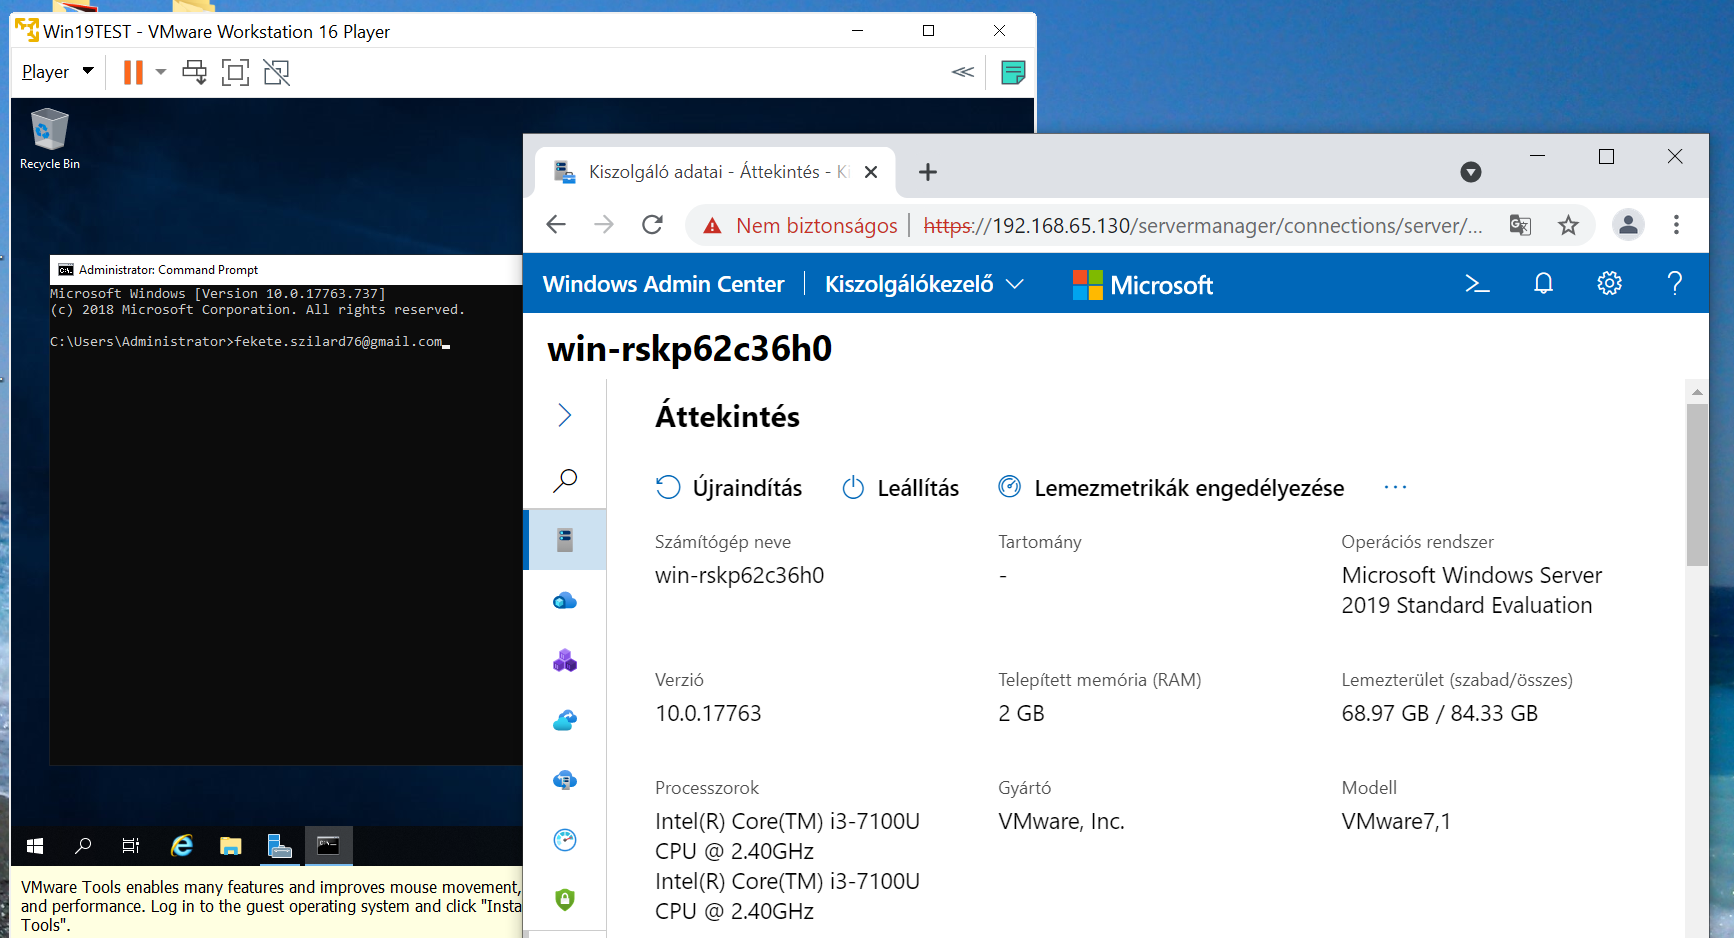 Win19TEST - VMware Workstation 16 Player
Player
Recycle Bin
Administrator: Command Prompt
Microsoft Windows [Version 10.0.17763.737]
(c) 2018 Microsoft Corporation. All rights reserved.
C:\Users\Administrator>fekete.szilard76@gmail.com
VMware Tools enables many features and improves mouse movement,
and performance. Log in to the guest operating system and click "Insta
Tools".
Kiszolgáló adatai - Áttekintés - Ki
Nem biztonságos
https://192.168.65.130/servermanager/connections/server/...
Windows Admin Center
Kiszolgálókezelő
Microsoft
win-rskp62c36h0
Áttekintés
Újraindítás
Leállítás
Lemezmetrikák engedélyezése
...
Számítógép neve
win-rskp62c36h0
Tartomány
-
Operációs rendszer
Microsoft Windows Server
2019 Standard Evaluation
Verzió
10.0.17763
Telepített memória (RAM)
2 GB
Lemezterület (szabad/összes)
68.97 GB / 84.33 GB
Processzorok
Intel(R) Core(TM) i3-7100U
CPU @ 2.40GHz
Intel(R) Core(TM) i3-7100U
CPU @ 2.40GHz
Gyártó
VMware, Inc.
Modell
VMware7,1